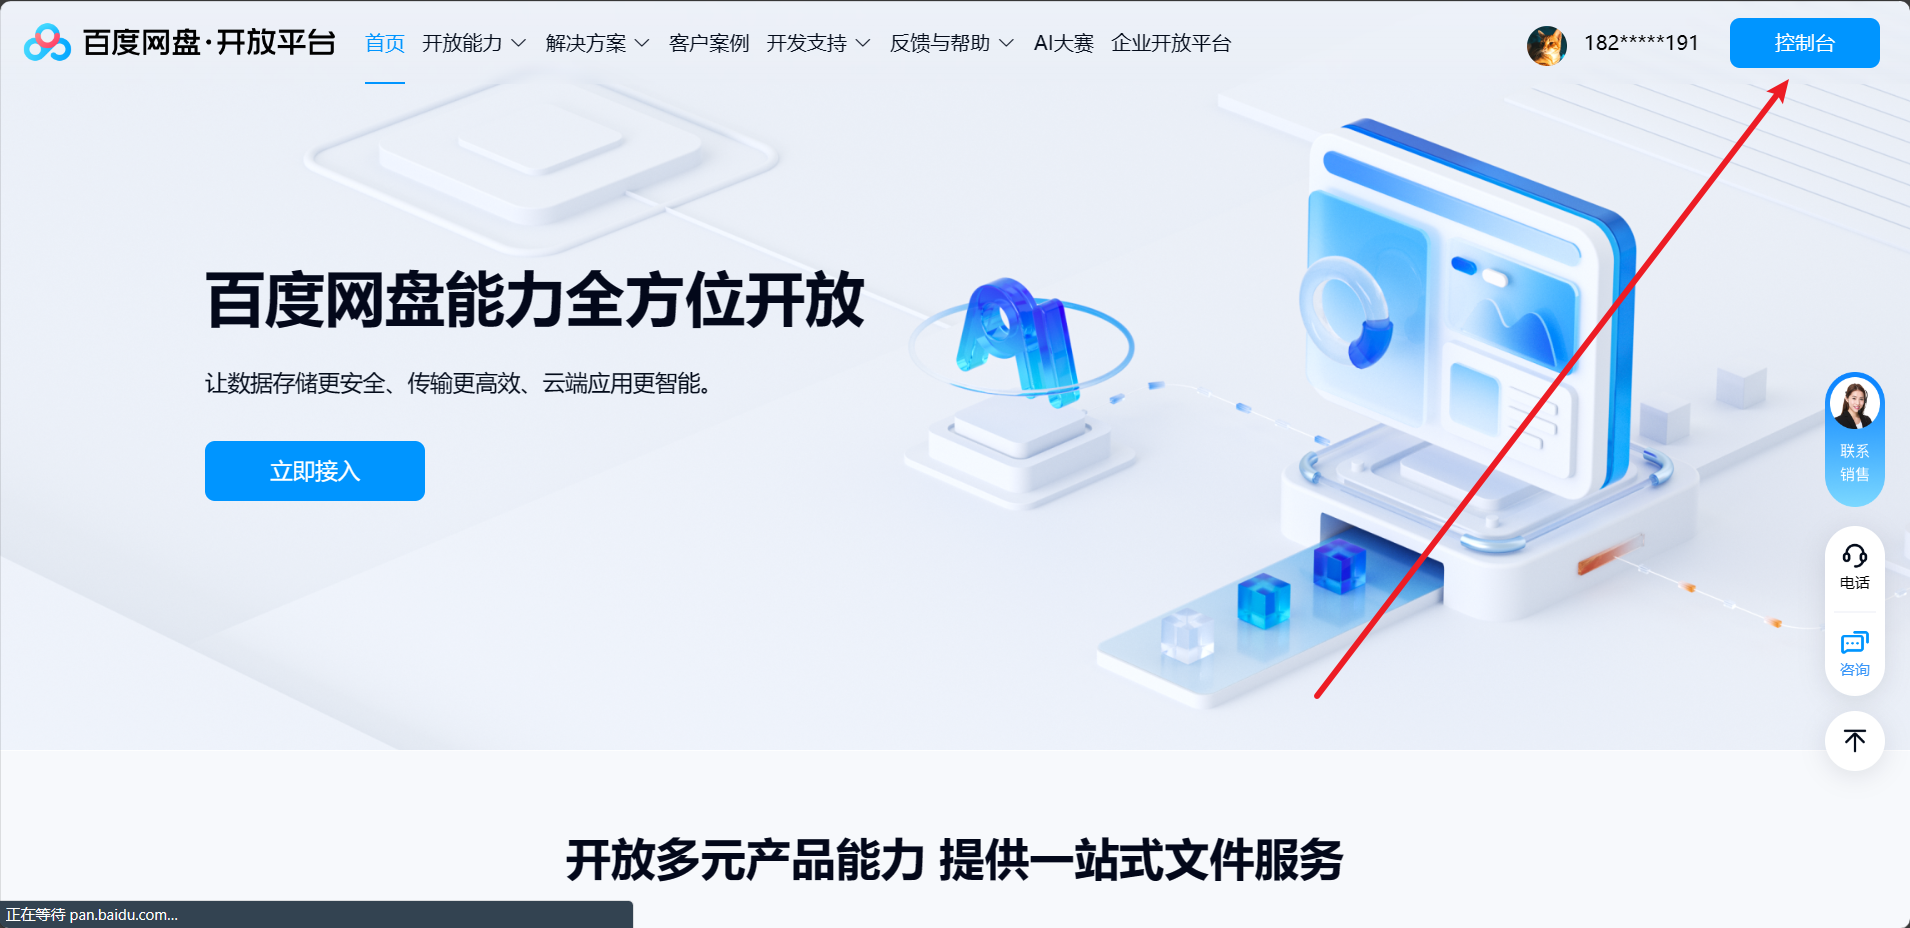 百度网盘·开放平台
首页 开放能力 解决方案 客户案例 开发支持 反馈与帮助 AI大赛 企业开放平台
182*****191
控制台
百度网盘能力全方位开放
让数据存储更安全、传输更高效、云端应用更智能。
立即接入
联系
销售
电话
咨询
开放多元产品能力 提供一站式文件服务
正在等待 pan.baidu.com...